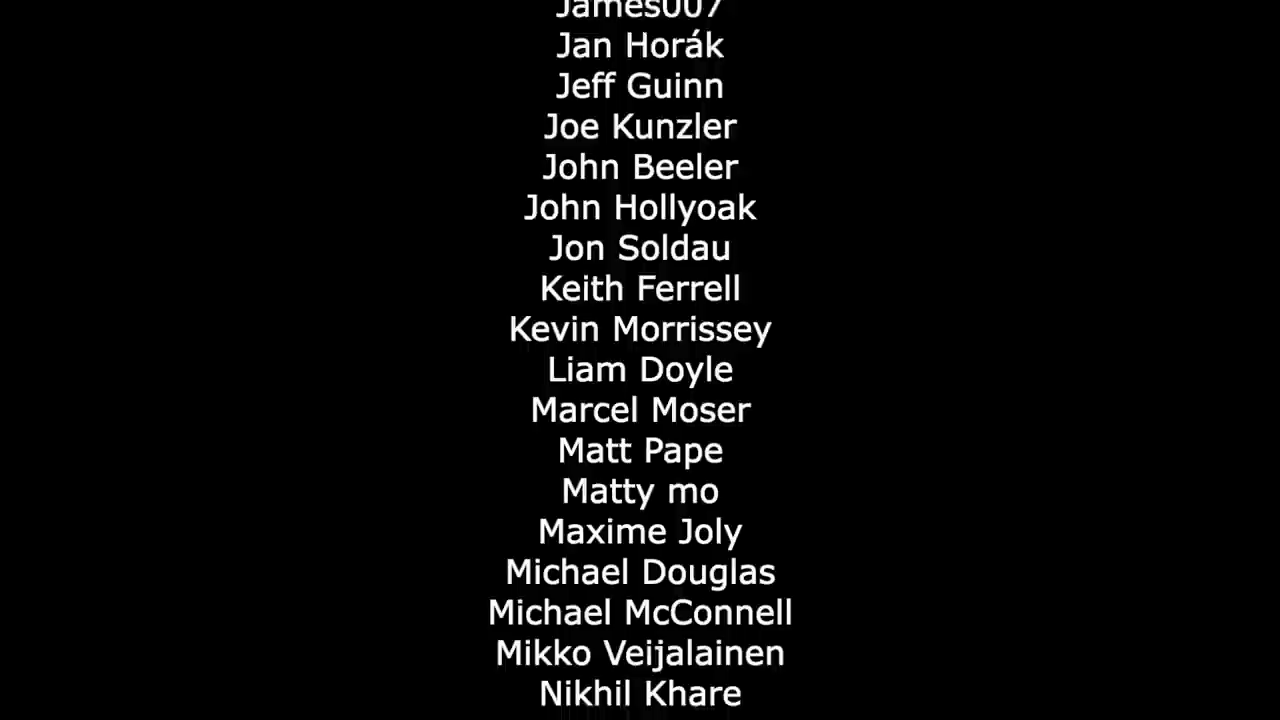 James007
Jan Horák
Jeff Guinn
Joe Kunzler
John Beeler
John Hollyoak
Jon Soldau
Keith Ferrell
Kevin Morrissey
Liam Doyle
Marcel Moser
Matt Pape
Matty mo
Maxime Joly
Michael Douglas
Michael McConnell
Mikko Veijalainen
Nikhil Khare